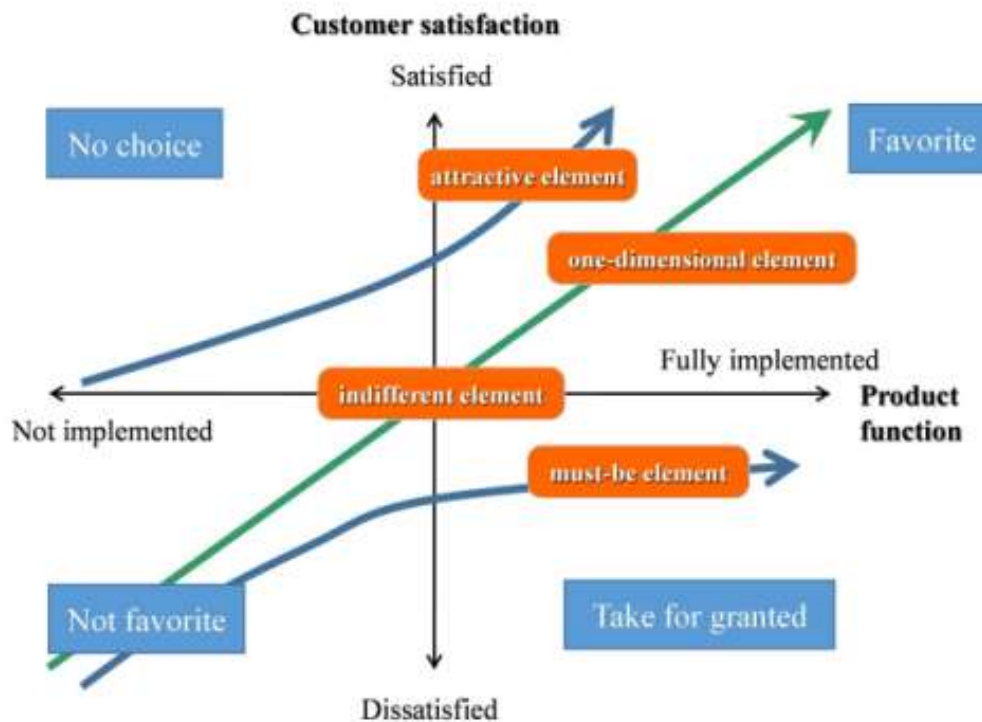 Customer satisfaction
Satisfied
No choice
Favorite
attractive element
one-dimensional element
Fully implemented
indifferent element
Product
function
Not implemented
must-be element
Not favorite
Take for granted
Dissatisfied